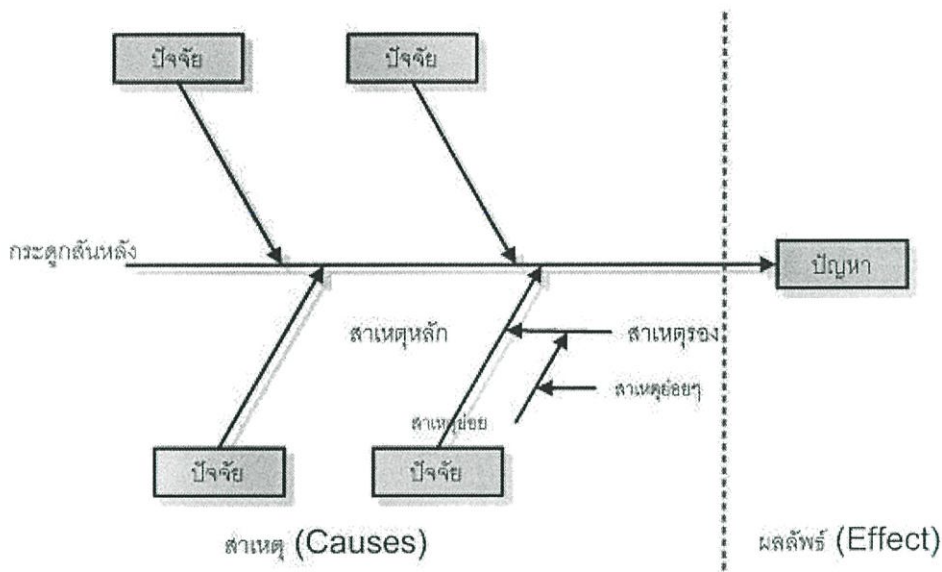 ปัจจัย
ปัจจัย
กระดูกสันหลัง
ปัญหา
สาเหตุหลัก
สาเหตุรอง
สาเหตุย่อยๆ
สาเหตุย่อย
ปัจจัย
ปัจจัย
สาเหตุ (Causes)
ผลลัพธ์ (Effect)